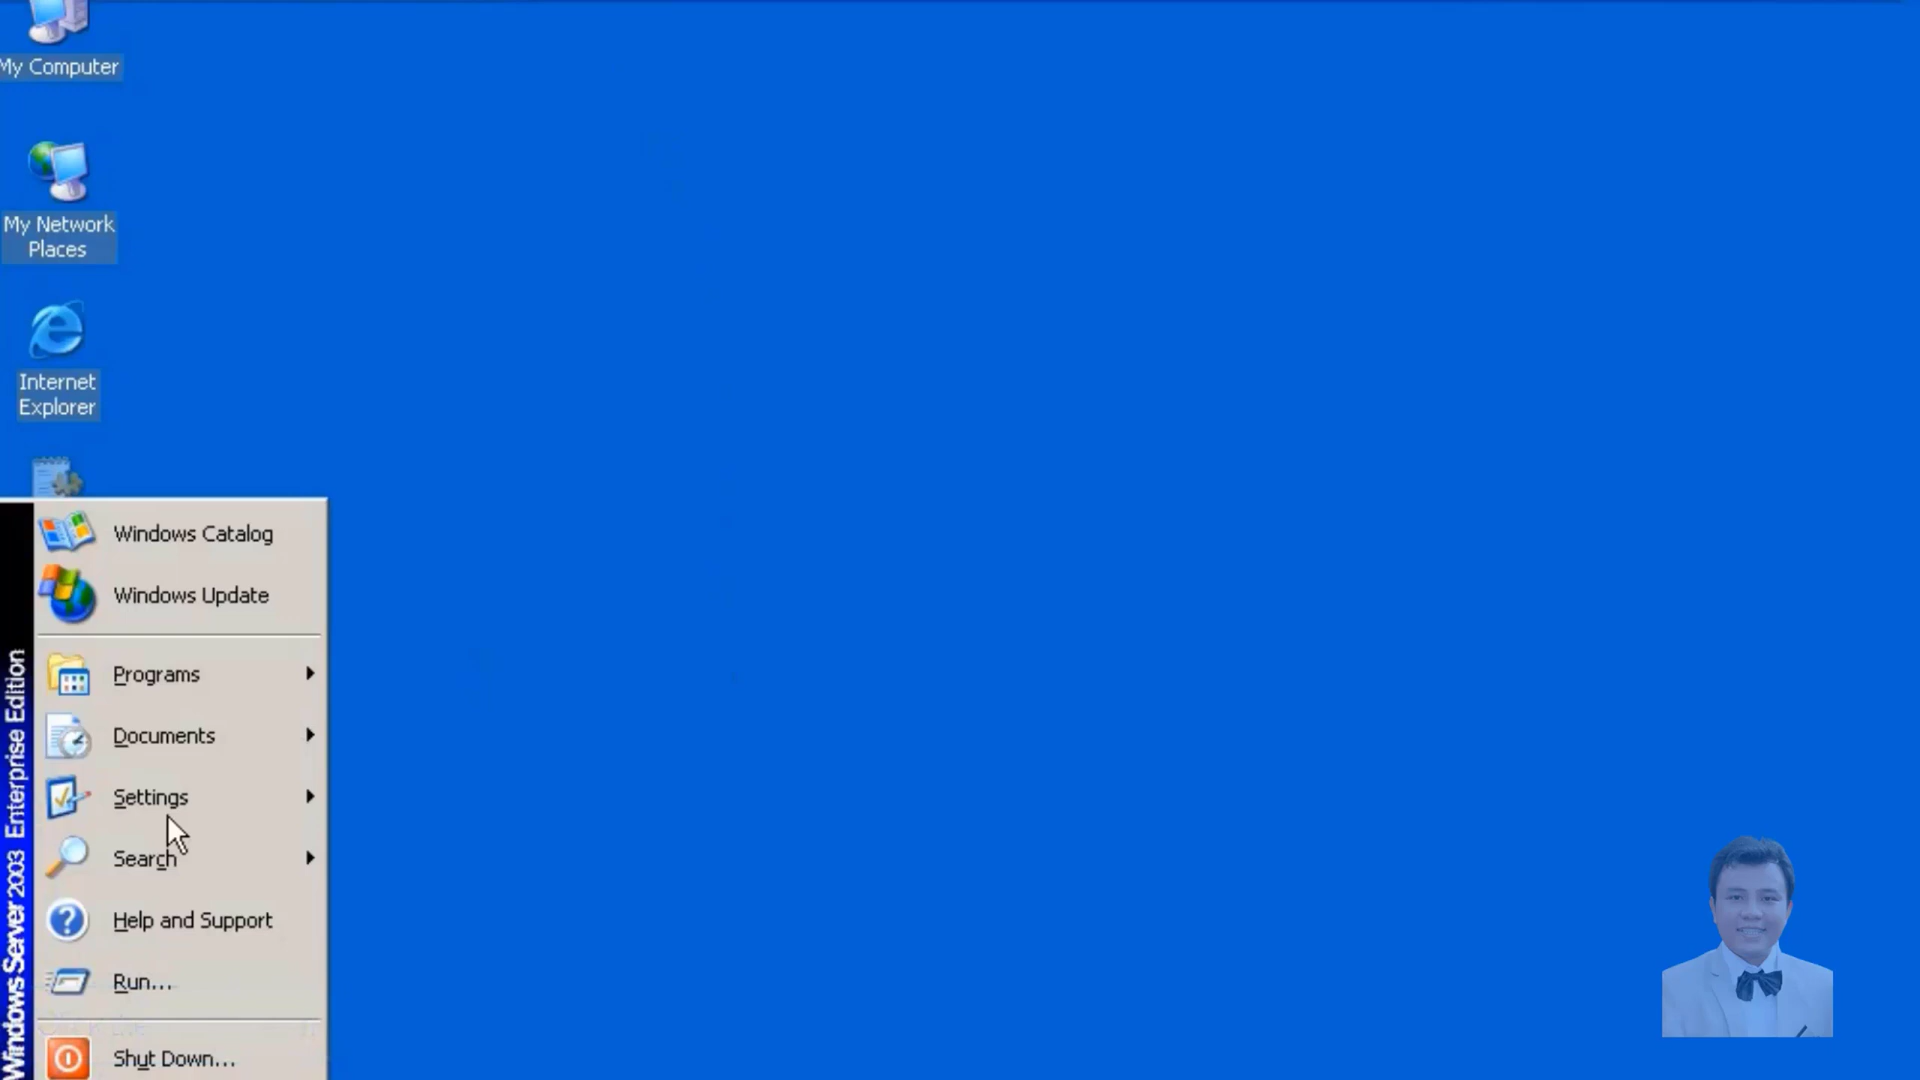 My Computer
My Network
Places
Internet
Explorer
Windows Catalog
Windows Update
Programs
Documents
Settings
Search
Help and Support
Run...
Shut Down...
Windows Server 2003 Enterprise Edition